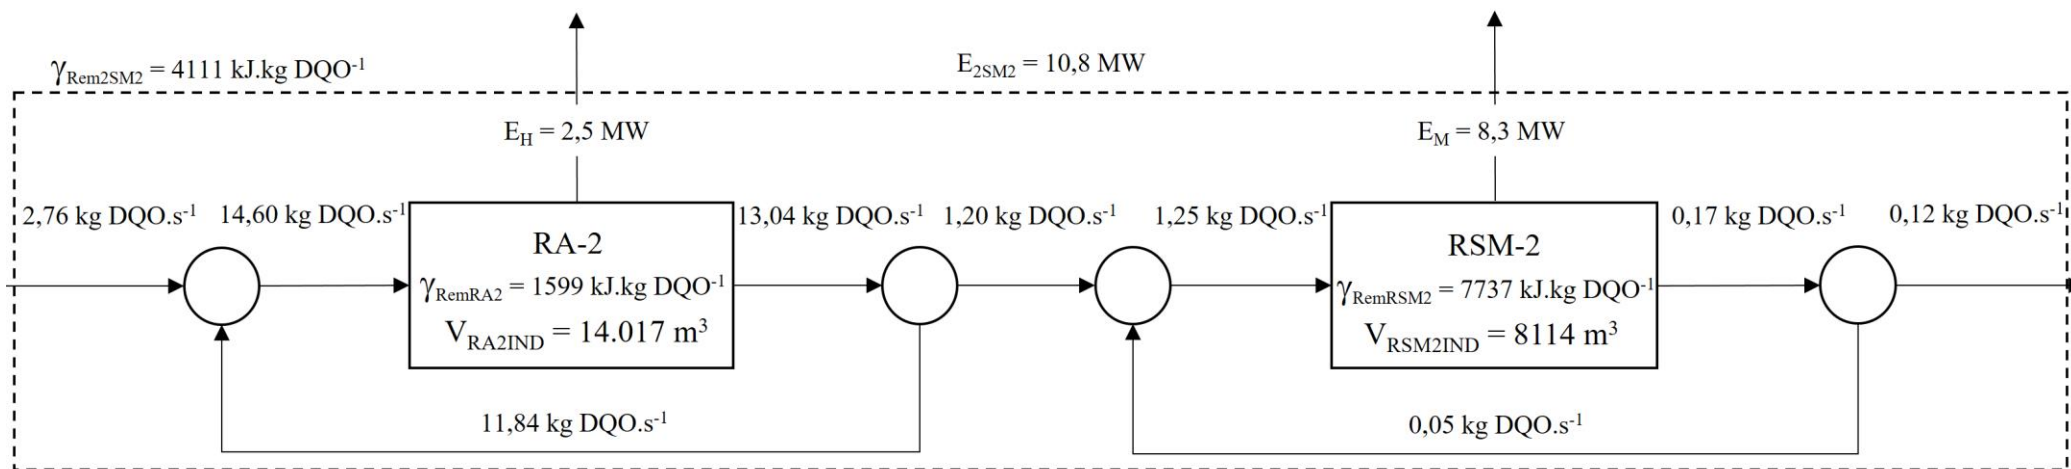 γRem2SM2 = 4111 kJ.kg DQO⁻¹
E2SM2 = 10,8 MW
EH = 2,5 MW
EM = 8,3 MW
2,76 kg DQO.s⁻¹
14,60 kg DQO.s⁻¹
13,04 kg DQO.s⁻¹
1,20 kg DQO.s⁻¹
1,25 kg DQO.s⁻¹
0,17 kg DQO.s⁻¹
0,12 kg DQO.s⁻¹
RA-2
γRemRA2 = 1599 kJ.kg DQO⁻¹
VRA2IND = 14.017 m³
RSM-2
γRemRSM2 = 7737 kJ.kg DQO⁻¹
VRSM2IND = 8114 m³
11,84 kg DQO.s⁻¹
0,05 kg DQO.s⁻¹